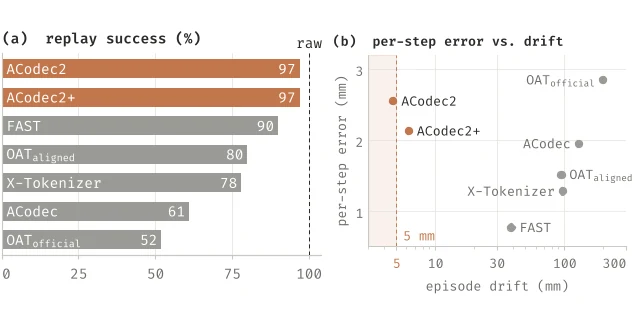 (a) replay success (%)
raw
ACodec2 97
ACodec2+ 97
FAST 90
OATaligned 80
X-Tokenizer 78
ACodec 61
OATofficial 52
0 25 50 75 100
(b) per-step error vs. drift
per-step error (mm)
3
2
1
OATofficial
ACodec2
ACodec2+
ACodec
OATaligned
X-Tokenizer
FAST
5 mm
5 10 30 100 300
episode drift (mm)